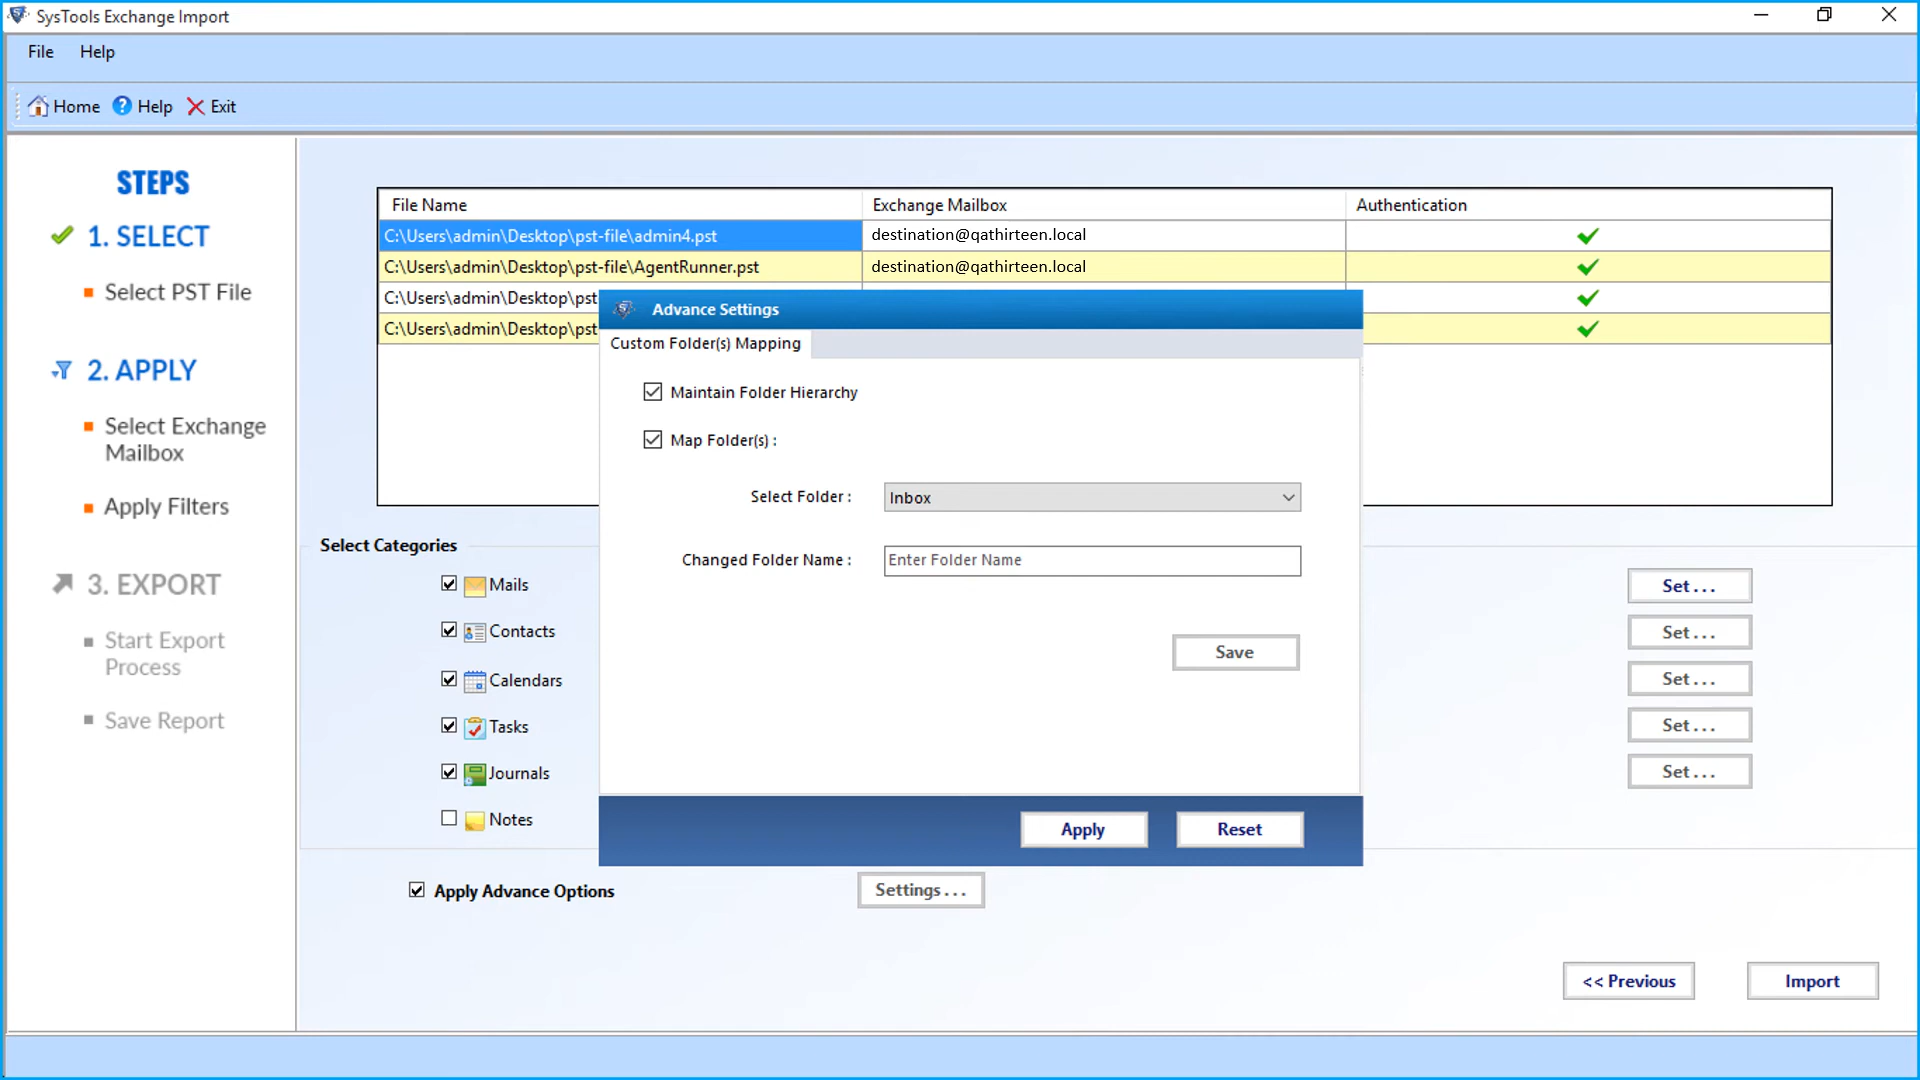 SysTools Exchange Import
File Help
Home Help Exit
STEPS
1. SELECT
Select PST File
2. APPLY
Select Exchange
Mailbox
Apply Filters
3. EXPORT
Start Export
Process
Save Report
File Name Exchange Mailbox Authentication
C:\Users\admin\Desktop\pst-file\admin4.pst destination@qathirteen.local
C:\Users\admin\Desktop\pst-file\AgentRunner.pst destination@qathirteen.local
C:\Users\admin\Desktop\pst
C:\Users\admin\Desktop\pst
Advance Settings
Custom Folder(s) Mapping
Maintain Folder Hierarchy
Map Folder(s) :
Select Folder : Inbox
Changed Folder Name : Enter Folder Name
Save
Apply Reset
Select Categories
Mails Set . . .
Contacts Set . . .
Calendars Set . . .
Tasks Set . . .
Journals Set . . .
Notes
Apply Advance Options Settings . . .
<< Previous Import